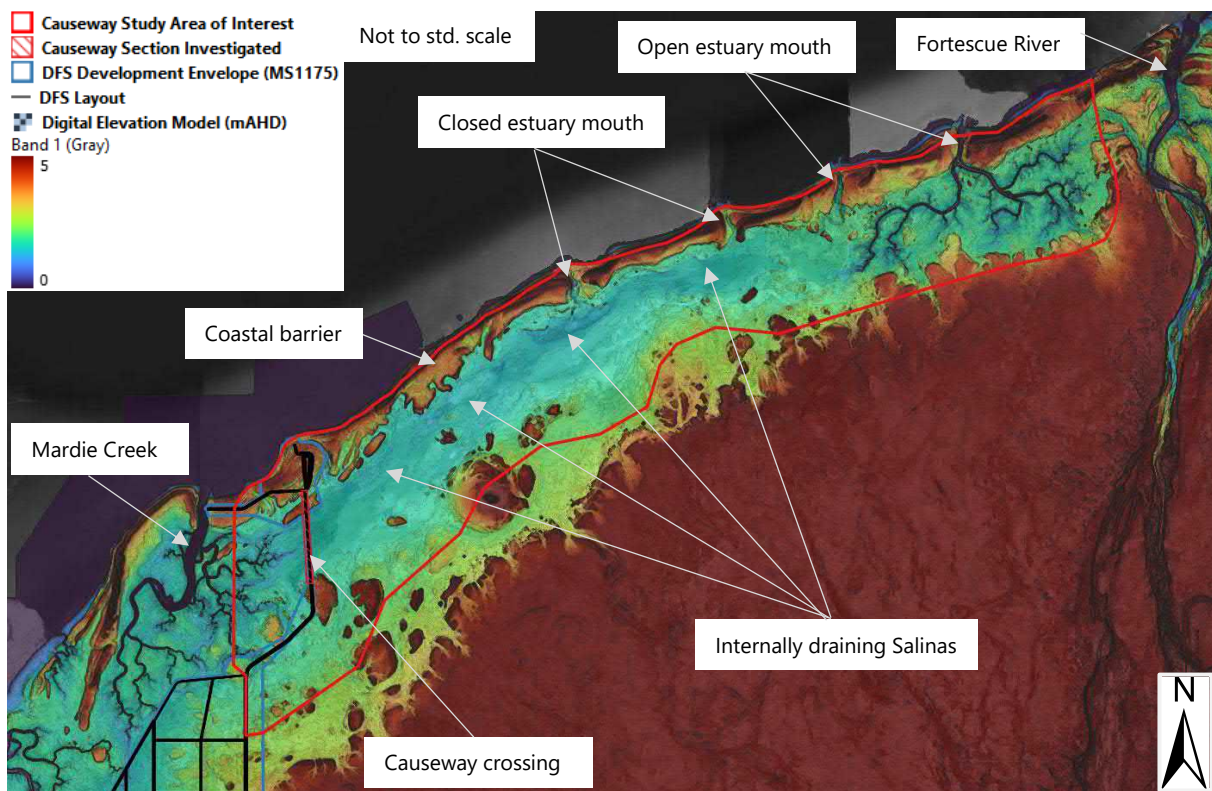 Causeway Study Area of Interest
Causeway Section Investigated
DFS Development Envelope (MS1175)
DFS Layout
Digital Elevation Model (mAHD)
Band 1 (Gray)
5
0
Not to std. scale
Open estuary mouth
Fortescue River
Closed estuary mouth
Coastal barrier
Mardie Creek
Internally draining Salinas
Causeway crossing
N